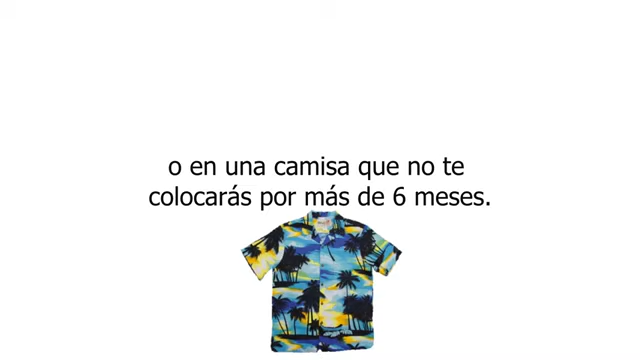 o en una camisa que no te
colocarás por más de 6 meses.